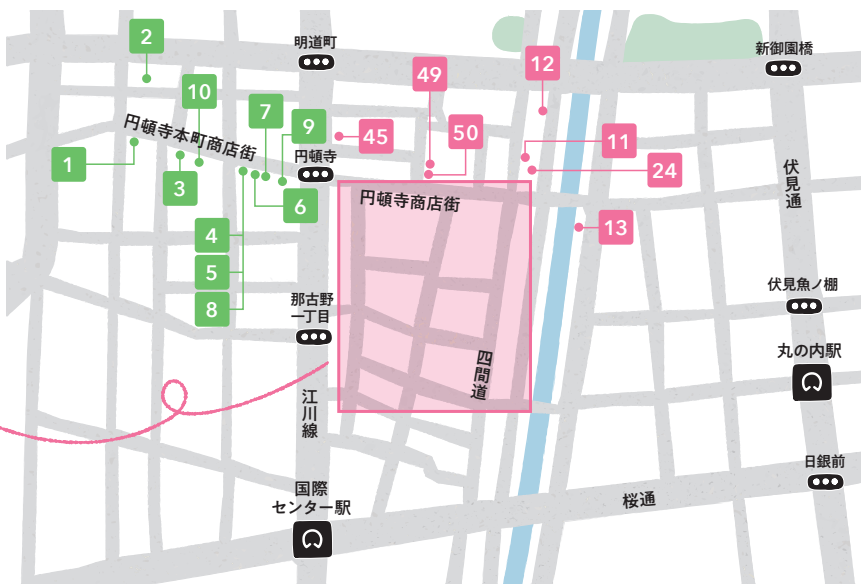 2
明道町
49
12
新御園橋
10
7
9
45
50
11
円頓寺本町商店街
1
3
円頓寺
24
6
円頓寺商店街
伏見通
4
13
5
8
那古野
一丁目
伏見魚ノ棚
丸の内駅
四間道
江川線
日銀前
国際
センター駅
桜通